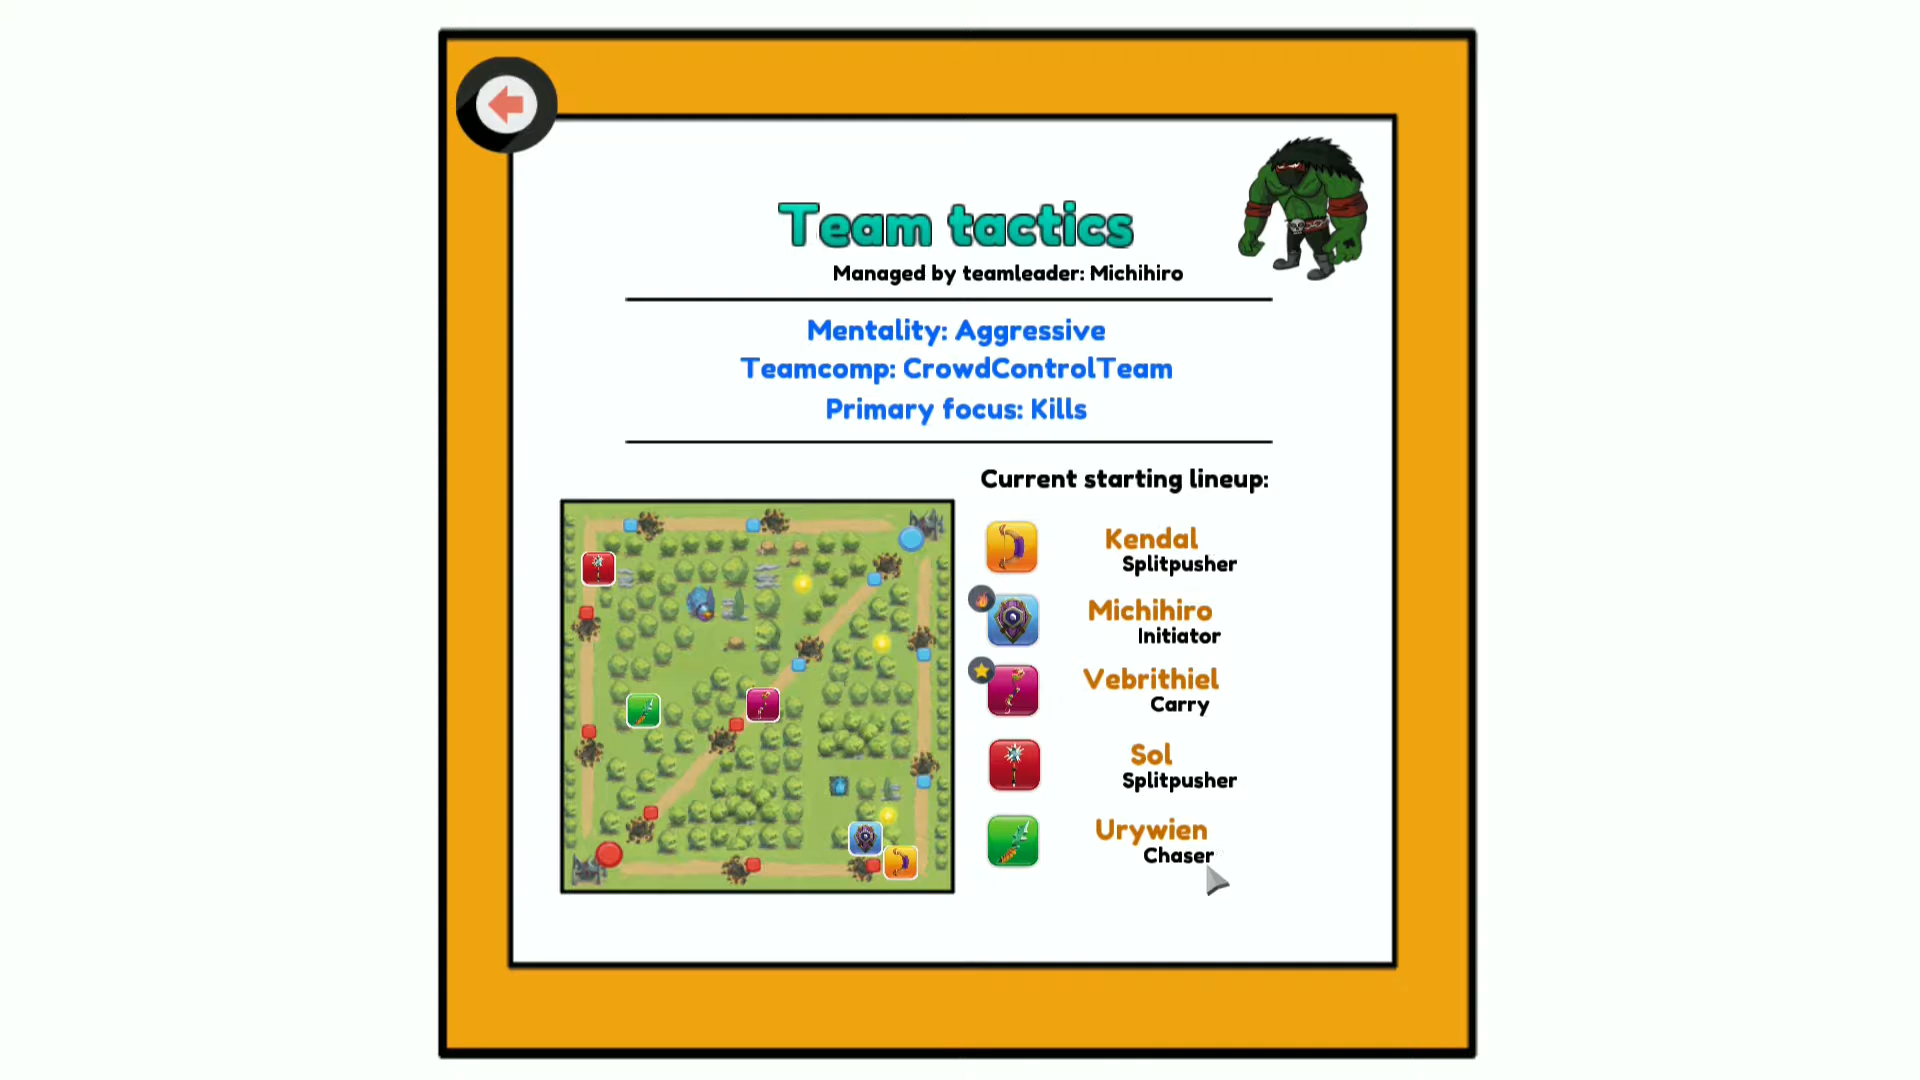 Team tactics
Managed by teamleader: Michihiro
Mentality: Aggressive
Teamcomp: CrowdControlTeam
Primary focus: Kills
Current starting lineup:
Kendal
Splitpusher
Michihiro
Initiator
Vebrithiel
Carry
Sol
Splitpusher
Urywien
Chaser